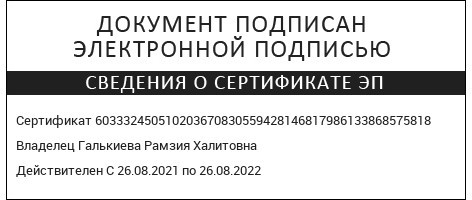 ДОКУМЕНТ ПОДПИСАН
ЭЛЕКТРОННОЙ ПОДПИСЬЮ
СВЕДЕНИЯ О СЕРТИФИКАТЕ ЭП
Сертификат 603332450510203670830559428146817986133868575818
Владелец Галькиева Рамзия Халитовна
Действителен С 26.08.2021 по 26.08.2022